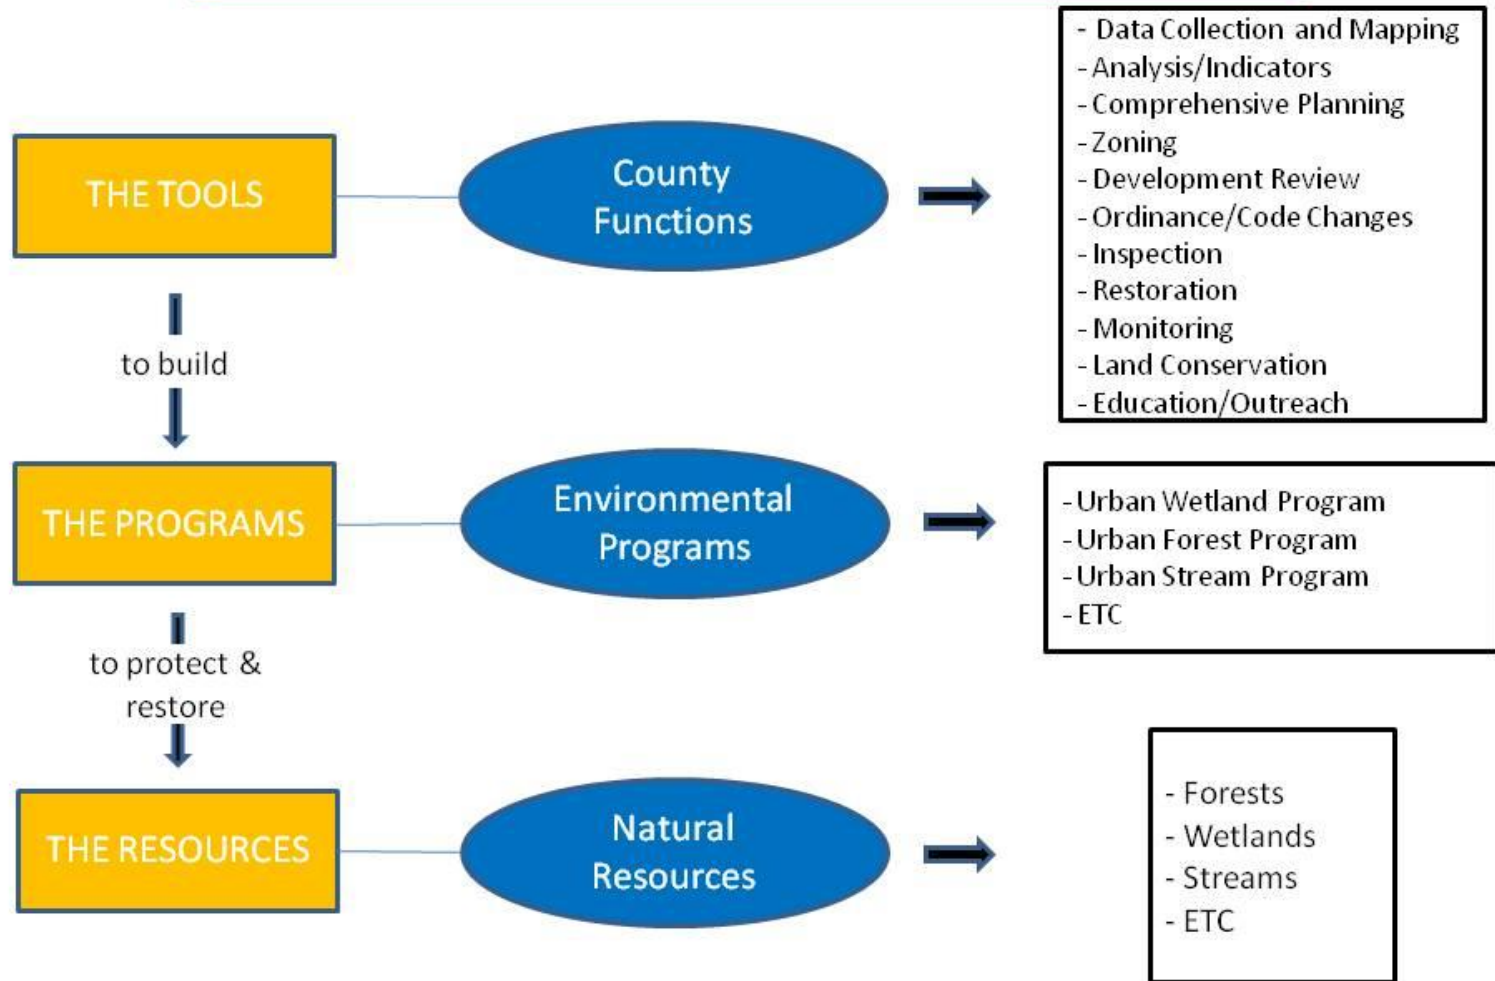 THE TOOLS
County
Functions
- Data Collection and Mapping
- Analysis/Indicators
- Comprehensive Planning
- Zoning
- Development Review
- Ordinance/Code Changes
- Inspection
- Restoration
- Monitoring
- Land Conservation
- Education/Outreach
to build
THE PROGRAMS
Environmental
Programs
- Urban Wetland Program
- Urban Forest Program
- Urban Stream Program
- ETC
to protect &
restore
THE RESOURCES
Natural
Resources
- Forests
- Wetlands
- Streams
- ETC